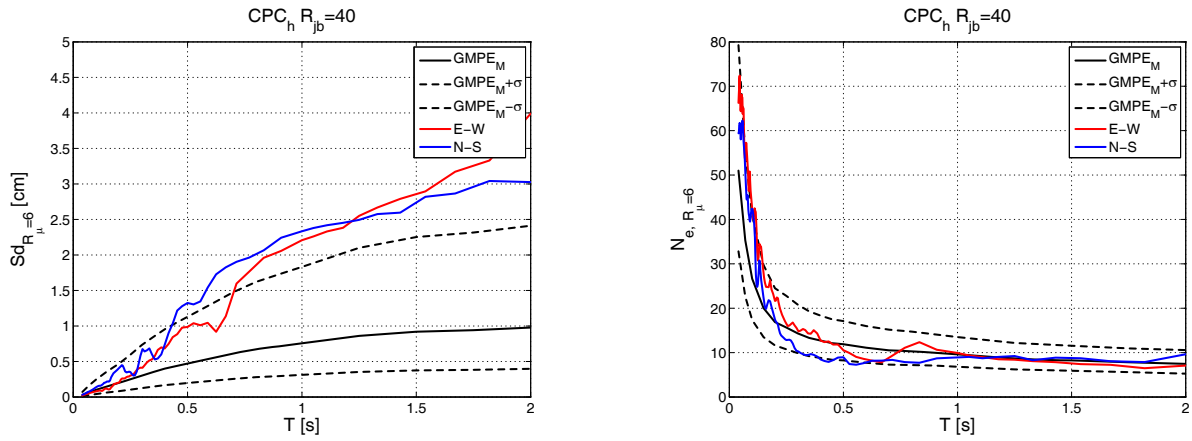 CPC_h R_jb=40
5
4.5
4
3.5
3
2.5
2
1.5
1
0.5
0
Sd_{R_μ=6} [cm]
GMPE_M
GMPE_M+σ
GMPE_M−σ
E−W
N−S
0 0.5 1 1.5 2
T [s]
CPC_h R_jb=40
80
70
60
50
40
30
20
10
0
N_{e, R_μ=6}
GMPE_M
GMPE_M+σ
GMPE_M−σ
E−W
N−S
0 0.5 1 1.5 2
T [s]